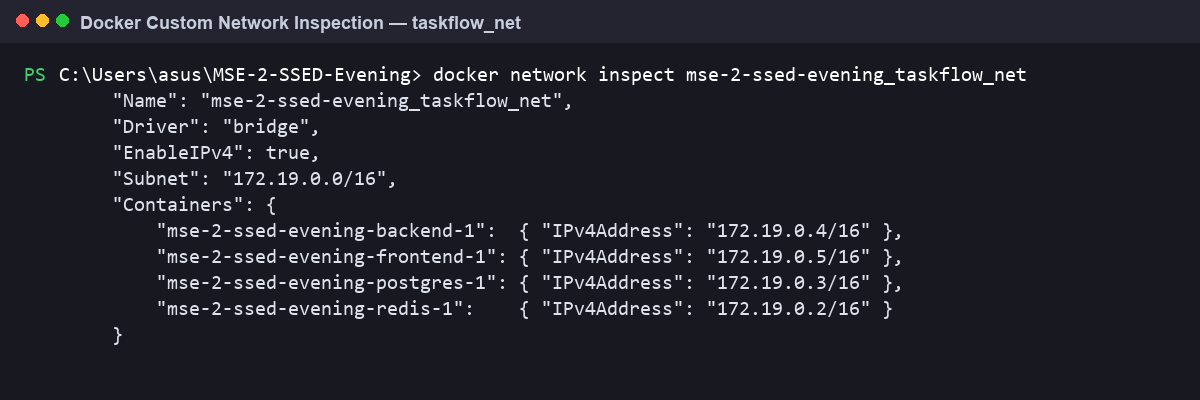 Docker Custom Network Inspection — taskflow_net
PS C:\Users\asus\MSE-2-SSED-Evening> docker network inspect mse-2-ssed-evening_taskflow_net
        "Name": "mse-2-ssed-evening_taskflow_net",
        "Driver": "bridge",
        "EnableIPv4": true,
        "Subnet": "172.19.0.0/16",
        "Containers": {
            "mse-2-ssed-evening-backend-1":  { "IPv4Address": "172.19.0.4/16" },
            "mse-2-ssed-evening-frontend-1": { "IPv4Address": "172.19.0.5/16" },
            "mse-2-ssed-evening-postgres-1": { "IPv4Address": "172.19.0.3/16" },
            "mse-2-ssed-evening-redis-1":    { "IPv4Address": "172.19.0.2/16" }
        }